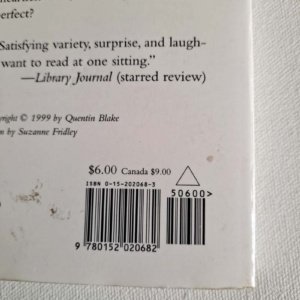 perfect?
Satisfying variety, surprise, and laugh-
want to read at one sitting.”
—Library Journal (starred review)
pyright © 1999 by Quentin Blake
n by Suzanne Fridley
$6.00 Canada $9.00
ISBN 0-15-202068-3
50600>
9 780152 020682